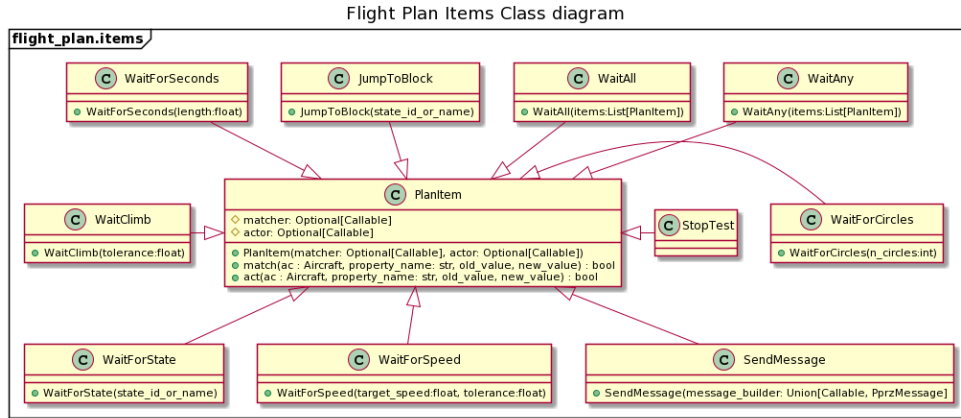 Flight Plan Items Class diagram
flight_plan.items
C WaitForSeconds
WaitForSeconds(length:float)
C JumpToBlock
JumpToBlock(state_id_or_name)
C WaitAll
WaitAll(items:List[PlanItem])
C WaitAny
WaitAny(items:List[PlanItem])
C PlanItem
matcher: Optional[Callable]
actor: Optional[Callable]
PlanItem(matcher: Optional[Callable], actor: Optional[Callable])
match(ac : Aircraft, property_name: str, old_value, new_value) : bool
act(ac : Aircraft, property_name: str, old_value, new_value) : bool
C WaitClimb
WaitClimb(tolerance:float)
C StopTest
C WaitForCircles
WaitForCircles(n_circles:int)
C WaitForState
WaitForState(state_id_or_name)
C WaitForSpeed
WaitForSpeed(target_speed:float, tolerance:float)
C SendMessage
SendMessage(message_builder: Union[Callable, PprzMessage)